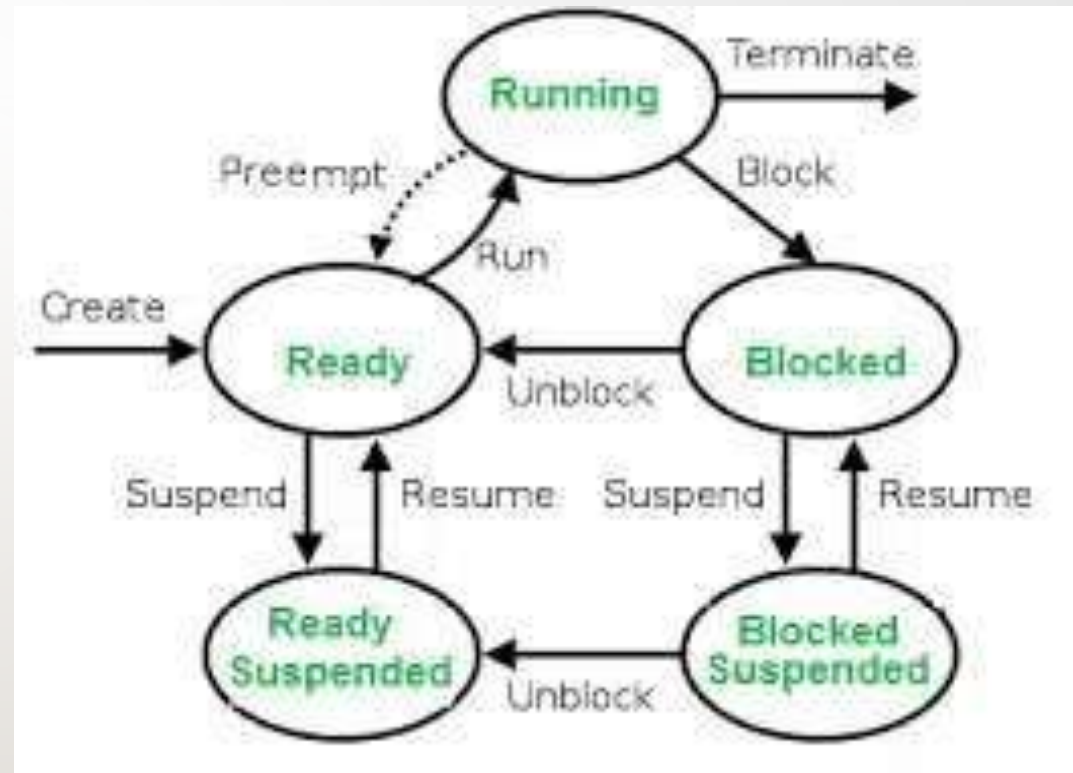 Running
Terminate
Preempt
Block
Run
Create
Ready
Blocked
Unblock
Suspend
Resume
Suspend
Resume
Ready
Suspended
Blocked
Suspended
Unblock